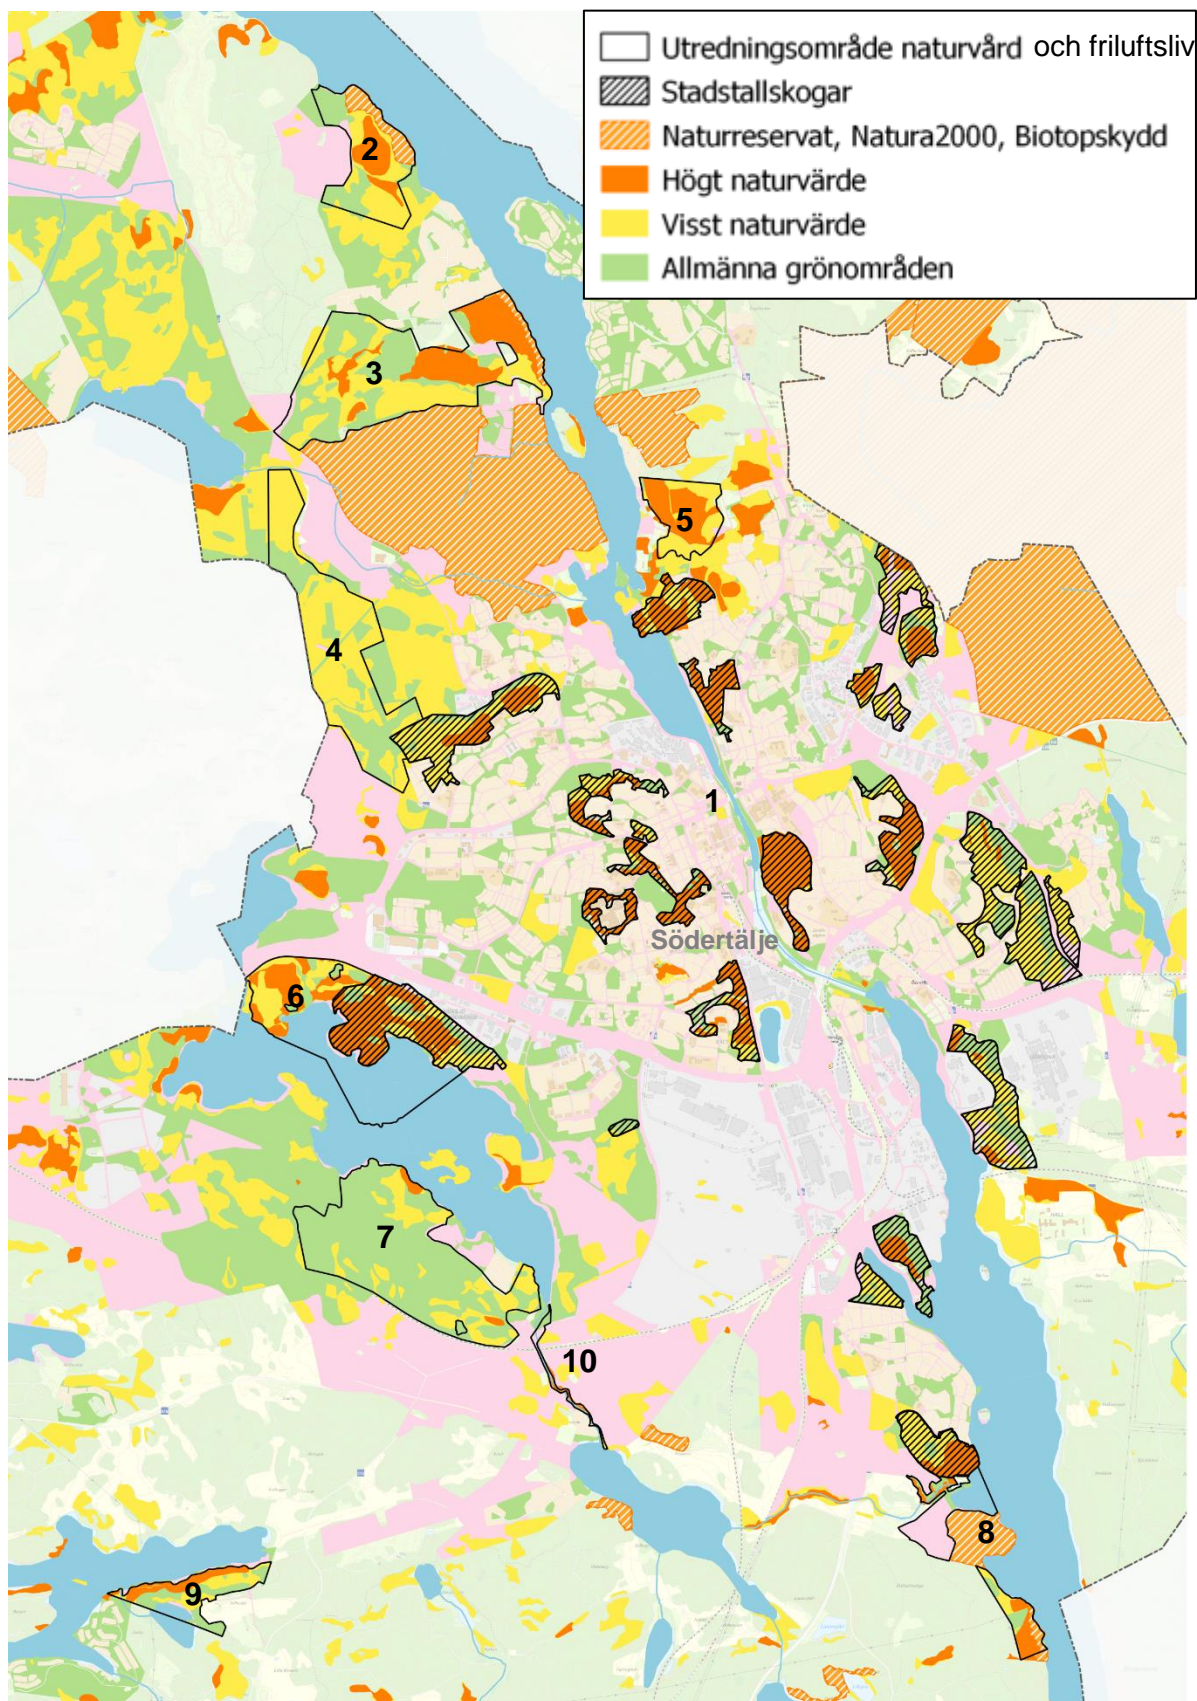 Utredningsområde naturvård och friluftsliv
Stadstallskogar
Naturreservat, Natura2000, Biotopskydd
Högt naturvärde
Visst naturvärde
Allmänna grönområden
2
3
5
4
1
Södertälje
6
7
10
8
9